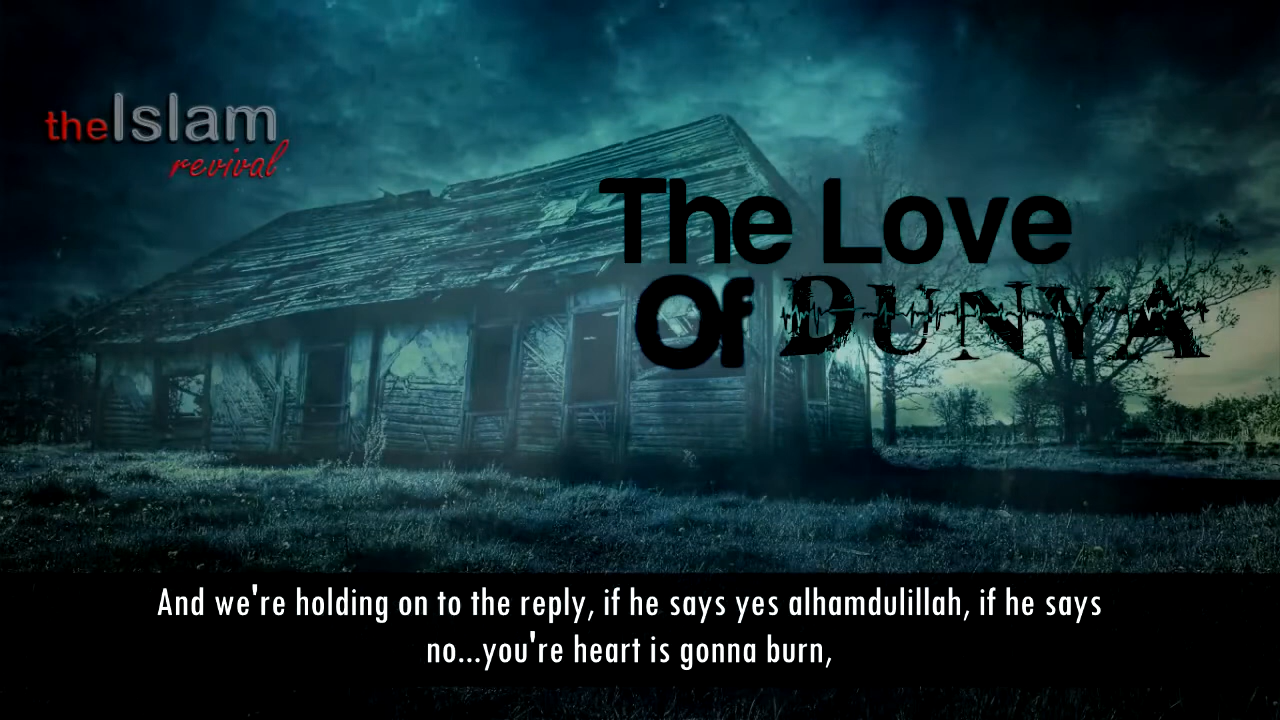 theIslam
revival
The Love
Of DUNYA
And we're holding on to the reply, if he says yes alhamdulillah, if he says
no...you're heart is gonna burn,